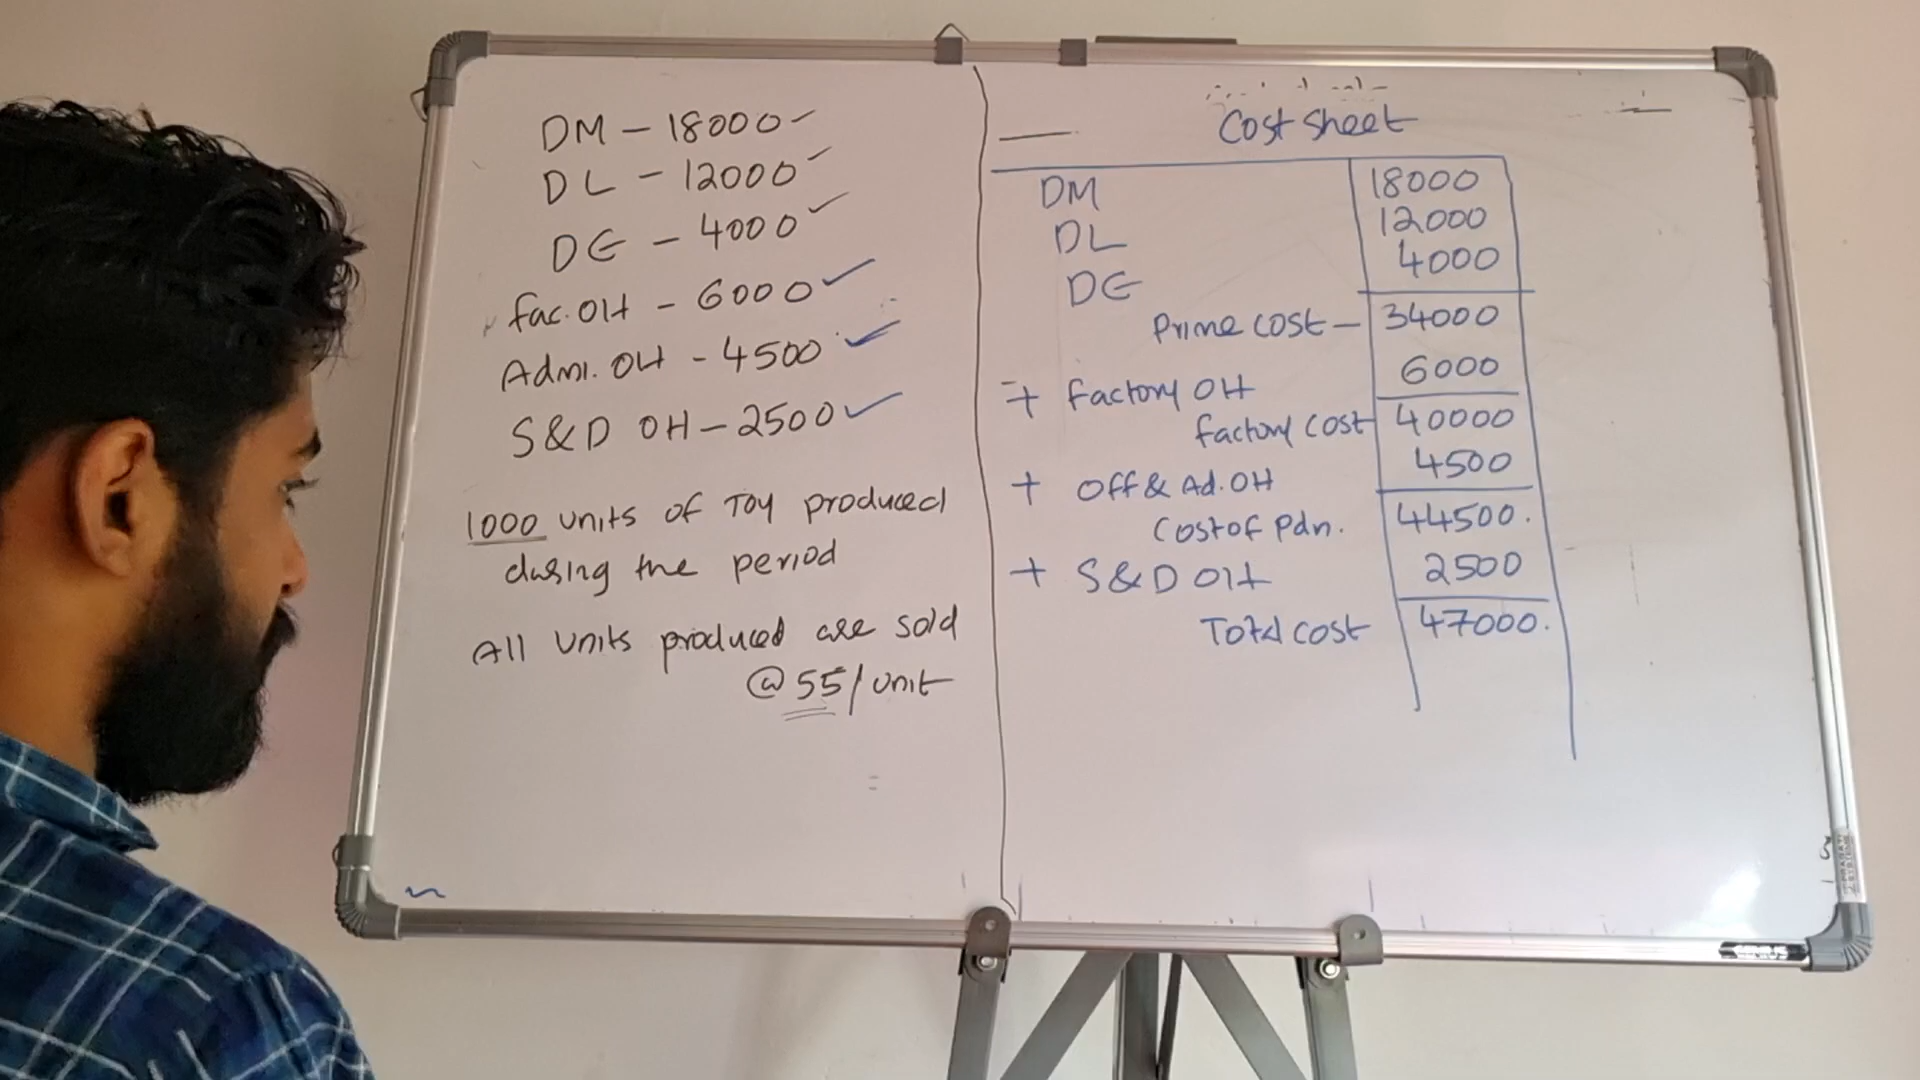 DM - 18000
DL - 12000
DE - 4000
Fac. OH - 6000
Admi. OH - 4500
S&D OH - 2500
1000 units of Toy produced
during the period
All units produced are sold
@ 55/unit
Cost sheet
DM 18000
DL 12000
DE 4000
Prime cost - 34000
+ Factory OH 6000
Factory cost 40000
+ Off & Ad. OH 4500
Cost of Pdn. 44500.
+ S&D OH 2500
Total cost 47000.